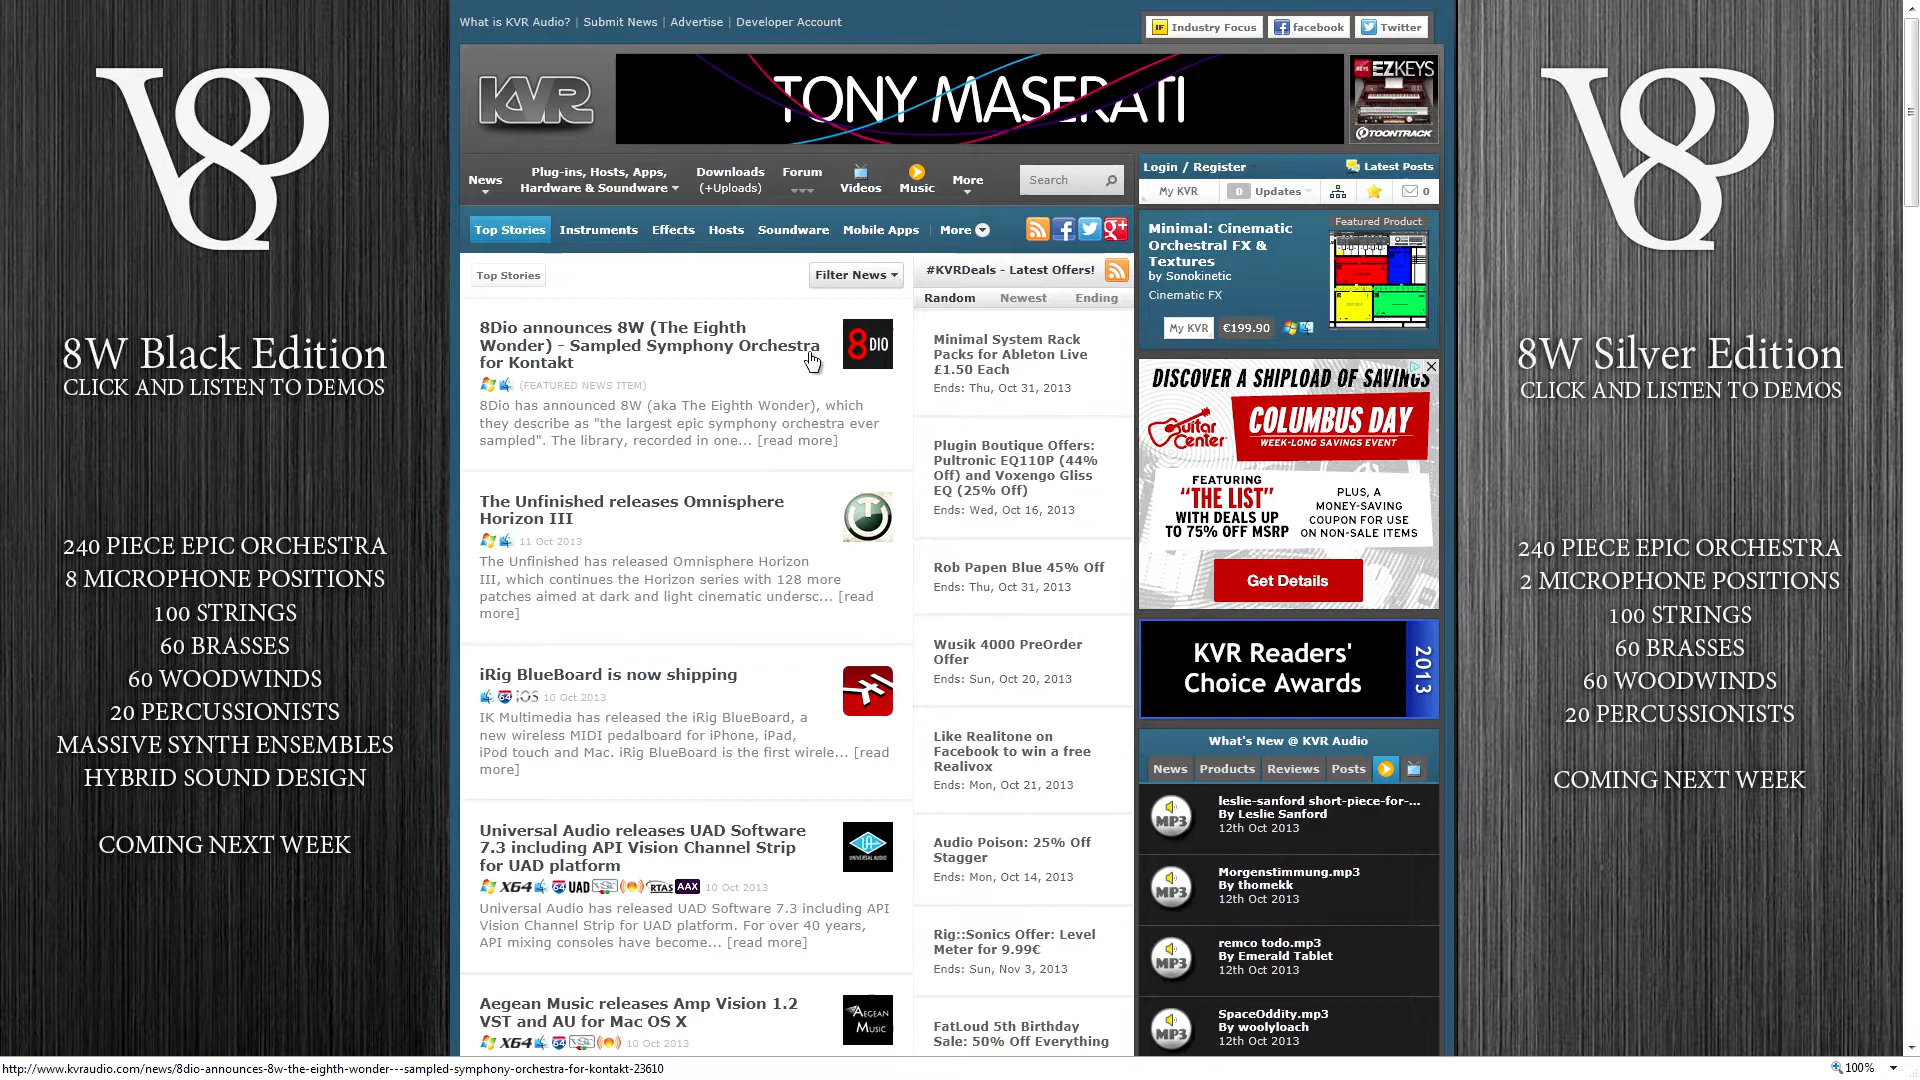 What is KVR Audio? | Submit News | Advertise | Developer Account
Industry Focus
facebook
Twitter
KVR
TONY MASERATI
KEYS EZKEYS
TOONTRACK
News
Plug-ins, Hosts, Apps,
Hardware & Soundware
Downloads
(+Uploads)
Forum
Videos
Music
More
Search
Login / Register
Latest Posts
My KVR
0 Updates
0
Top Stories
Instruments
Effects
Hosts
Soundware
Mobile Apps
More
Top Stories
Filter News
8Dio announces 8W (The Eighth
Wonder) - Sampled Symphony Orchestra
for Kontakt
(FEATURED NEWS ITEM)
8Dio has announced 8W (aka The Eighth Wonder), which
they describe as "the largest epic symphony orchestra ever
sampled". The library, recorded in one... [read more]
8DIO
The Unfinished releases Omnisphere
Horizon III
11 Oct 2013
The Unfinished has released Omnisphere Horizon
III, which continues the Horizon series with 128 more
patches aimed at dark and light cinematic undersc... [read
more]
iRig BlueBoard is now shipping
64 iOS 10 Oct 2013
IK Multimedia has released the iRig BlueBoard, a
new wireless MIDI pedalboard for iPhone, iPad,
iPod touch and Mac. iRig BlueBoard is the first wirele... [read
more]
Universal Audio releases UAD Software
7.3 including API Vision Channel Strip
for UAD platform
X64 64 UAD VST RTAS AAX 10 Oct 2013
Universal Audio has released UAD Software 7.3 including API
Vision Channel Strip for UAD platform. For over 40 years,
API mixing consoles have become... [read more]
UNIVERSAL AUDIO
Aegean Music releases Amp Vision 1.2
VST and AU for Mac OS X
X64 64 VST 10 Oct 2013
AEGEAN
MUSIC
#KVRDeals - Latest Offers!
Random
Newest
Ending
Minimal System Rack
Packs for Ableton Live
£1.50 Each
Ends: Thu, Oct 31, 2013
Plugin Boutique Offers:
Pultronic EQ110P (44%
Off) and Voxengo Gliss
EQ (25% Off)
Ends: Wed, Oct 16, 2013
Rob Papen Blue 45% Off
Ends: Thu, Oct 31, 2013
Wusik 4000 PreOrder
Offer
Ends: Sun, Oct 20, 2013
Like Realitone on
Facebook to win a free
Realivox
Ends: Mon, Oct 21, 2013
Audio Poison: 25% Off
Stagger
Ends: Mon, Oct 14, 2013
Rig::Sonics Offer: Level
Meter for 9.99€
Ends: Sun, Nov 3, 2013
FatLoud 5th Birthday
Sale: 50% Off Everything
Featured Product
Minimal: Cinematic
Orchestral FX &
Textures
by Sonokinetic
Cinematic FX
My KVR
€199.90
DISCOVER A SHIPLOAD OF SAVINGS
Guitar
Center
COLUMBUS DAY
WEEK-LONG SAVINGS EVENT
FEATURING
"THE LIST"
WITH DEALS UP
TO 75% OFF MSRP
PLUS, A
MONEY-SAVING
COUPON FOR USE
ON NON-SALE ITEMS
Get Details
KVR Readers'
Choice Awards
2013
What's New @ KVR Audio
News
Products
Reviews
Posts
MP3
leslie-sanford short-piece-for-...
By Leslie Sanford
12th Oct 2013
MP3
Morgenstimmung.mp3
By thomekk
12th Oct 2013
MP3
remco todo.mp3
By Emerald Tablet
12th Oct 2013
MP3
SpaceOddity.mp3
By woolyloach
12th Oct 2013
8W Black Edition
CLICK AND LISTEN TO DEMOS
240 PIECE EPIC ORCHESTRA
8 MICROPHONE POSITIONS
100 STRINGS
60 BRASSES
60 WOODWINDS
20 PERCUSSIONISTS
MASSIVE SYNTH ENSEMBLES
HYBRID SOUND DESIGN
COMING NEXT WEEK
8W Silver Edition
CLICK AND LISTEN TO DEMOS
240 PIECE EPIC ORCHESTRA
2 MICROPHONE POSITIONS
100 STRINGS
60 BRASSES
60 WOODWINDS
20 PERCUSSIONISTS
COMING NEXT WEEK
http://www.kvraudio.com/news/8dio-announces-8w-the-eighth-wonder---sampled-symphony-orchestra-for-kontakt-23610
100%